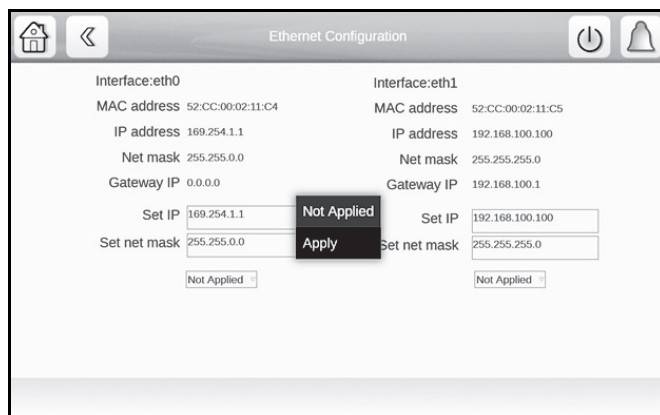 Ethernet Configuration
Interface:eth0
MAC address 52:CC:00:02:11:C4
IP address 169.254.1.1
Net mask 255.255.0.0
Gateway IP 0.0.0.0
Set IP 169.254.1.1
Set net mask 255.255.0.0
Not Applied
Not Applied
Apply
Interface:eth1
MAC address 52:CC:00:02:11:C5
IP address 192.168.100.100
Net mask 255.255.255.0
Gateway IP 192.168.100.1
Set IP 192.168.100.100
Set net mask 255.255.255.0
Not Applied